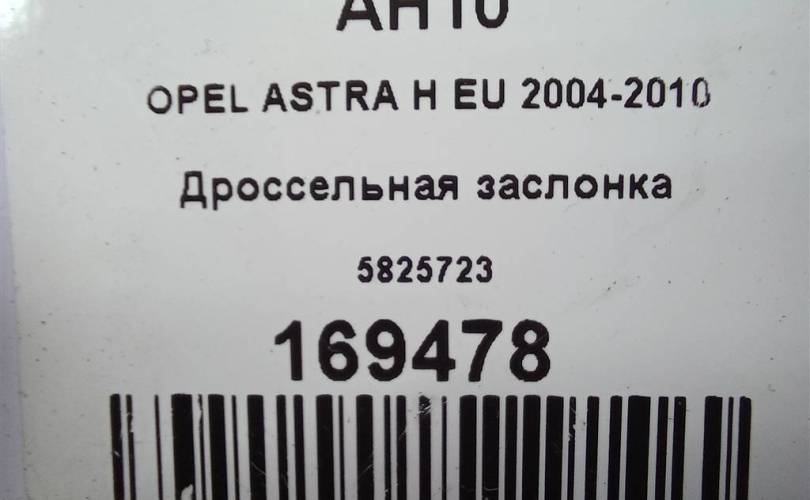 AH10
OPEL ASTRA H EU 2004-2010
Дроссельная заслонка
5825723
169478